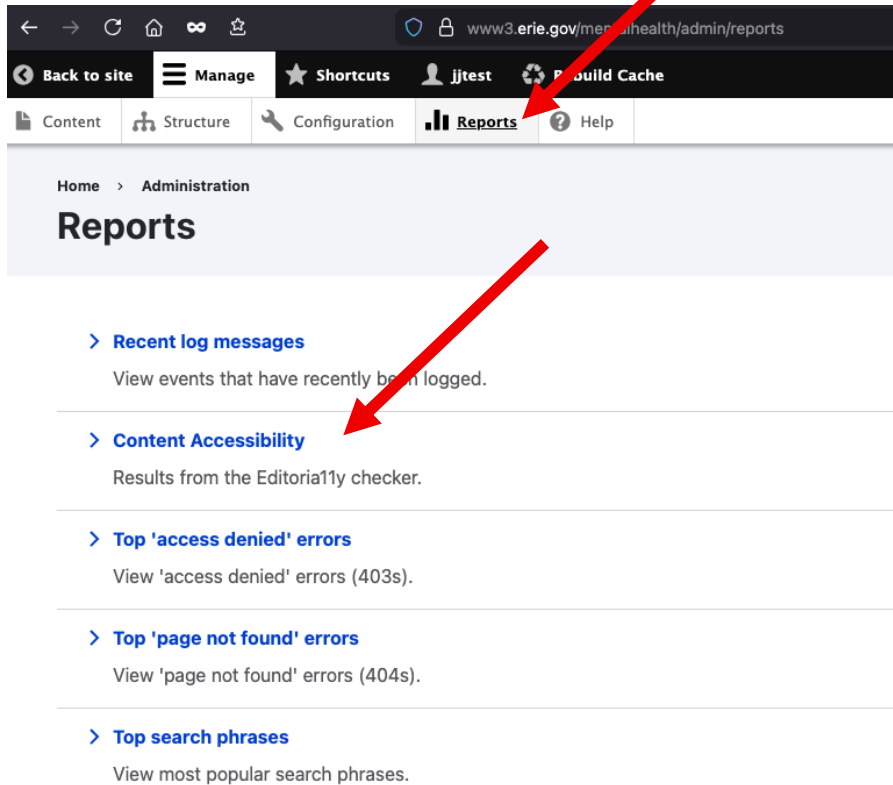 www3.erie.gov/mentalhealth/admin/reports
Back to site Manage Shortcuts jjtest Rebuild Cache
Content Structure Configuration Reports Help
Home › Administration
Reports
Recent log messages
View events that have recently been logged.
Content Accessibility
Results from the Editoria11y checker.
Top 'access denied' errors
View 'access denied' errors (403s).
Top 'page not found' errors
View 'page not found' errors (404s).
Top search phrases
View most popular search phrases.